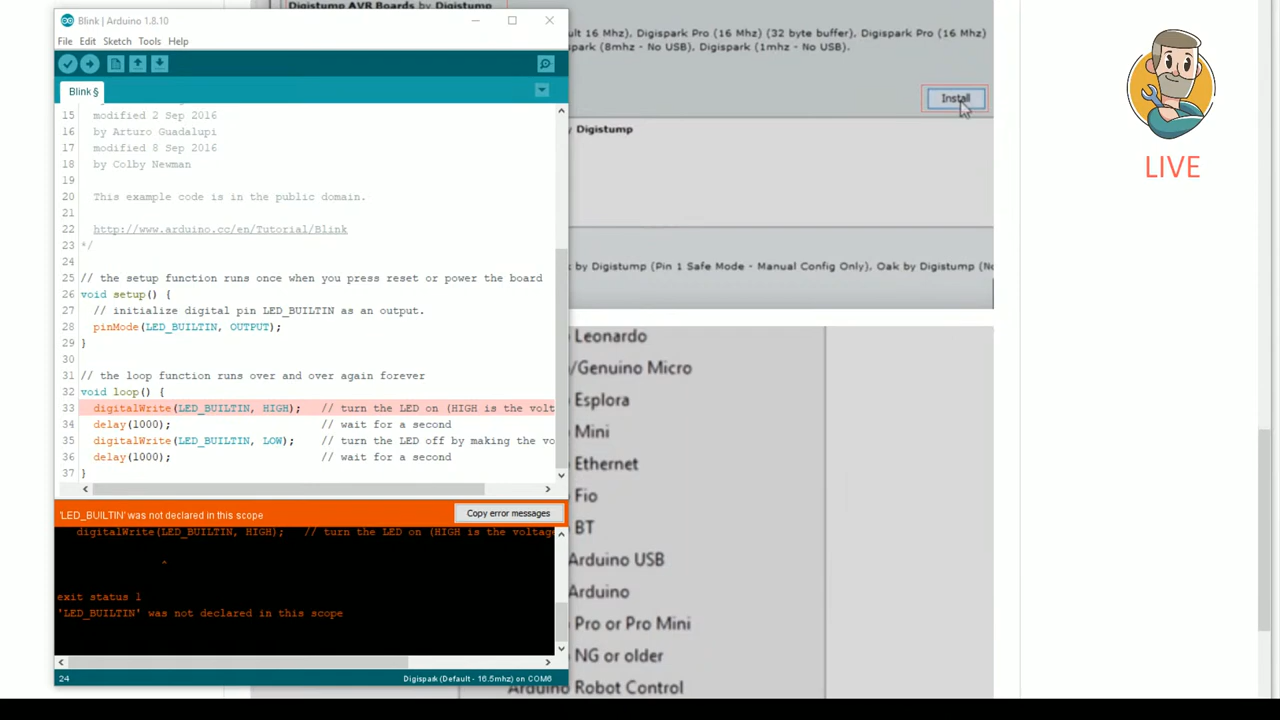 Digistump AVR Boards by Digistump
Blink | Arduino 1.8.10
File Edit Sketch Tools Help
ult 16 Mhz), Digispark Pro (16 Mhz) (32 byte buffer), Digispark Pro (16 MHz)
park (8mhz - No USB), Digispark (1mhz - No USB).
Install
Blink §
by Digistump
15
16 modified 2 Sep 2016
by Arturo Guadalupi
17 modified 8 Sep 2016
18 by Colby Newman
19
20 This example code is in the public domain.
21
22 http://www.arduino.cc/en/Tutorial/Blink
23 */
24
25 // the setup function runs once when you press reset or power the board
26 void setup() {
27 // initialize digital pin LED_BUILTIN as an output.
28 pinMode(LED_BUILTIN, OUTPUT);
29 }
30
31 // the loop function runs over and over again forever
32 void loop() {
33 digitalWrite(LED_BUILTIN, HIGH); // turn the LED on (HIGH is the volt
34 delay(1000); // wait for a second
35 digitalWrite(LED_BUILTIN, LOW); // turn the LED off by making the vo
36 delay(1000); // wait for a second
37 }
'LED_BUILTIN' was not declared in this scope
Copy error messages
digitalWrite(LED_BUILTIN, HIGH); // turn the LED on (HIGH is the voltage
^
exit status 1
'LED_BUILTIN' was not declared in this scope
24 Digispark (Default - 16.5mhz) on COM6
by Digistump (Pin 1 Safe Mode - Manual Config Only), Oak by Digistump (No
Leonardo
/Genuino Micro
Esplora
Mini
Ethernet
Fio
BT
Arduino USB
Arduino
Pro or Pro Mini
NG or older
Arduino Robot Control
LIVE